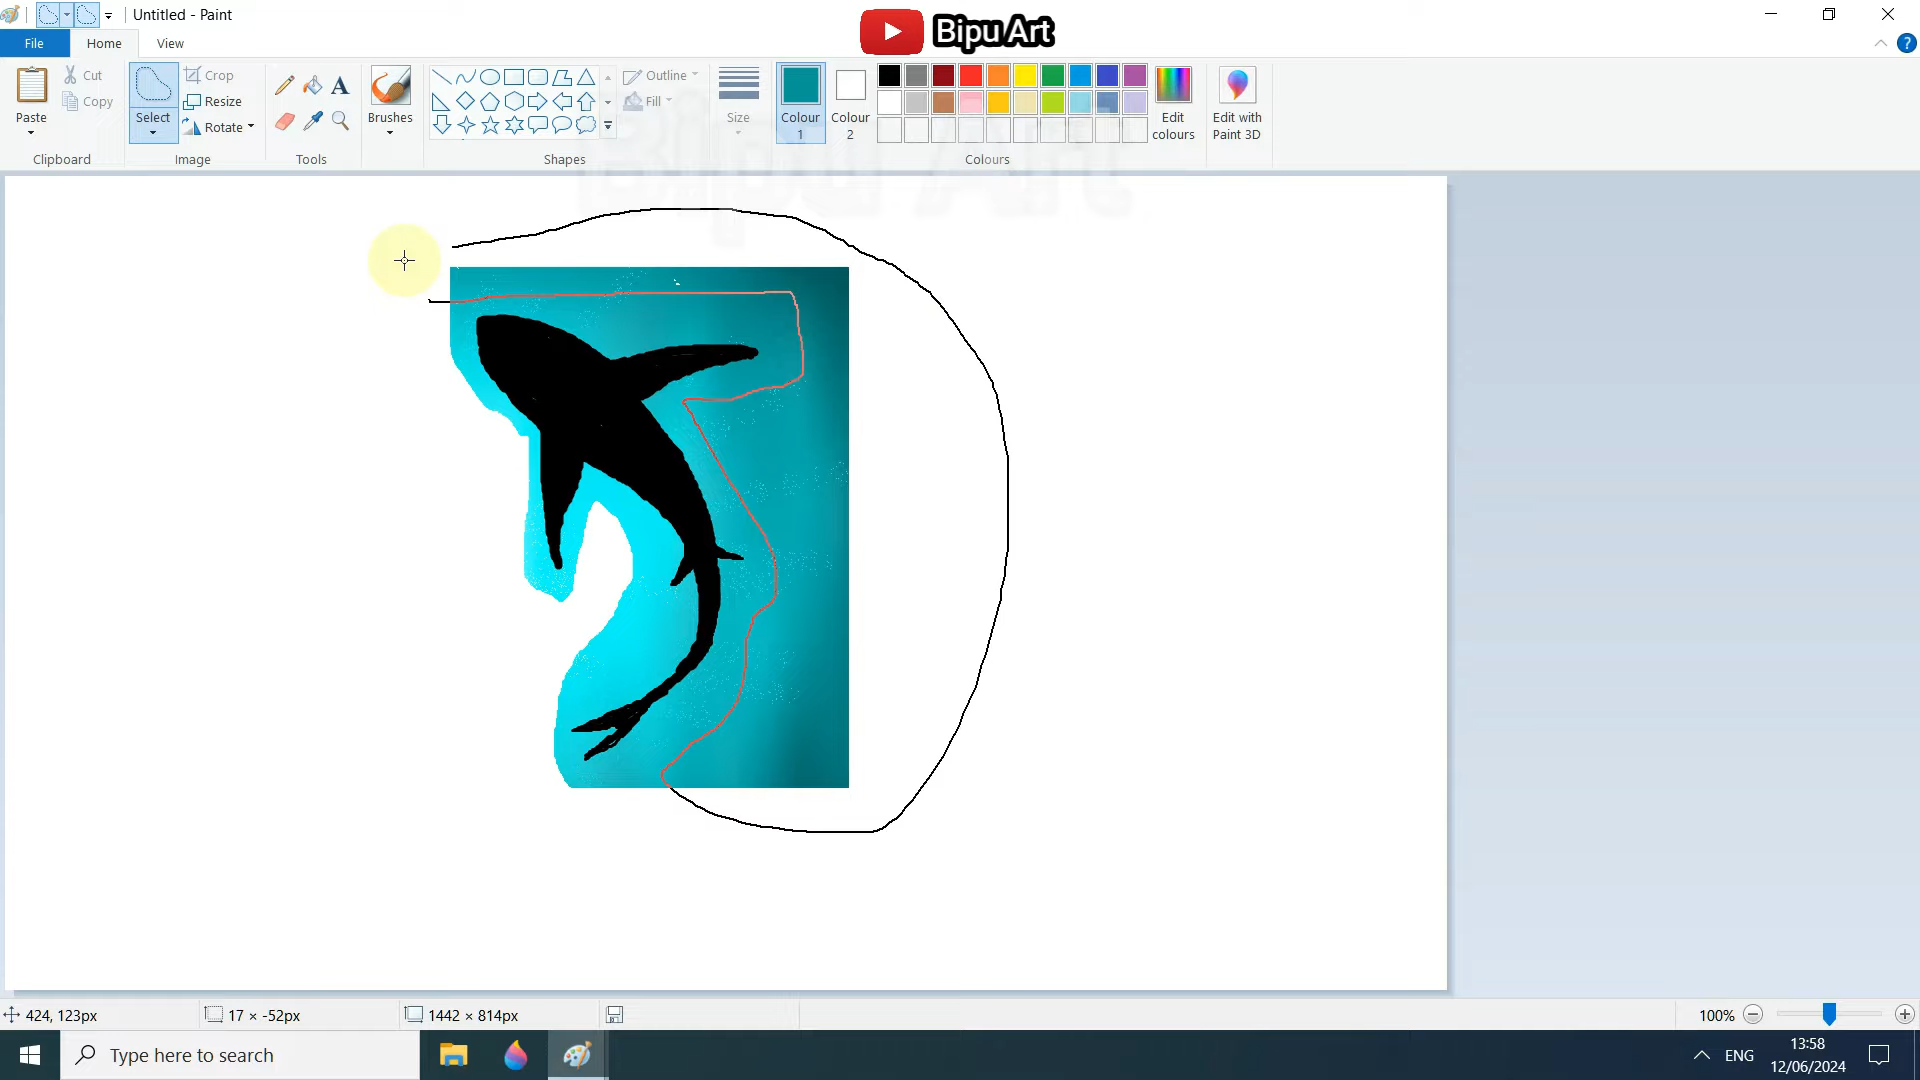 Untitled - Paint
Bipu Art
File
Home
View
Paste
Cut
Copy
Clipboard
Select
Crop
Resize
Rotate
Image
Tools
Brushes
Shapes
Outline
Fill
Size
Colour 1
Colour 2
Colours
Edit colours
Edit with Paint 3D
Bipu Art
424, 123px
17 × -52px
1442 × 814px
100%
Type here to search
ENG
13:58
12/06/2024